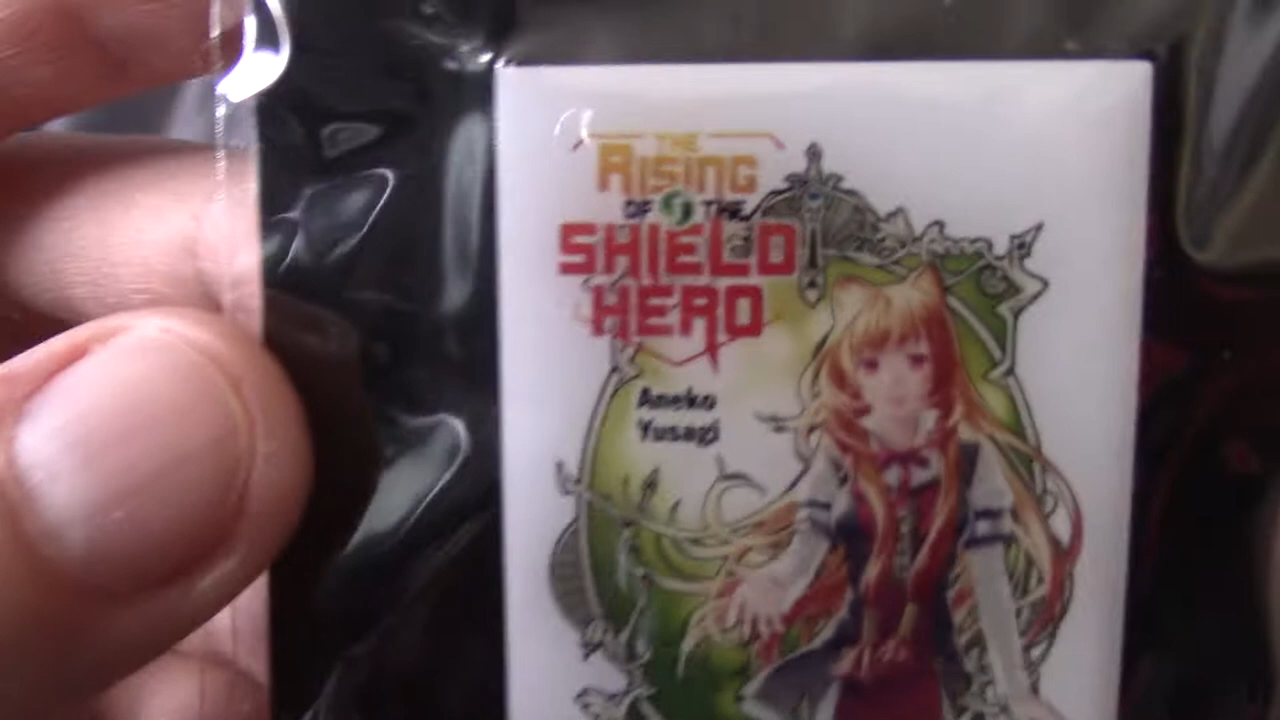 THE
RISING
OF THE
SHIELD
HERO
Aneko
Yusagi